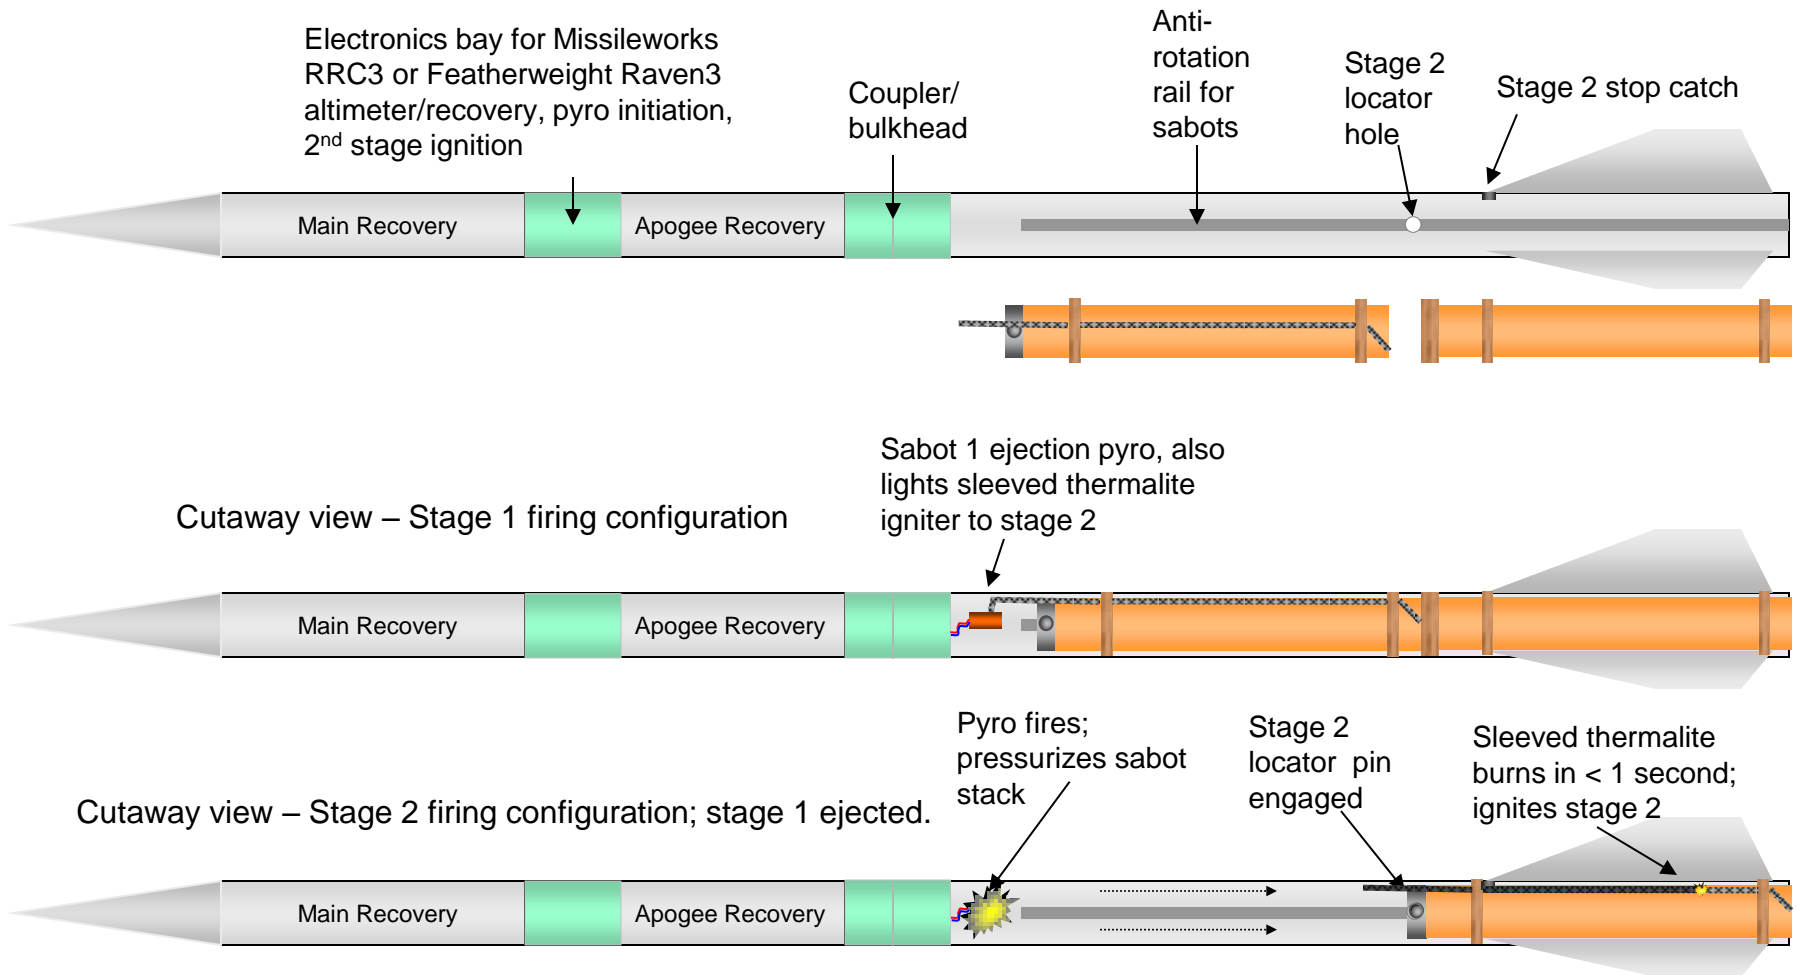 Electronics bay for Missileworks
RRC3 or Featherweight Raven3
altimeter/recovery, pyro initiation,
2nd stage ignition
Coupler/
bulkhead
Anti-
rotation
rail for
sabots
Stage 2
locator
hole
Stage 2 stop catch
Main Recovery
Apogee Recovery
Cutaway view – Stage 1 firing configuration
Sabot 1 ejection pyro, also
lights sleeved thermalite
igniter to stage 2
Main Recovery
Apogee Recovery
Cutaway view – Stage 2 firing configuration; stage 1 ejected.
Pyro fires;
pressurizes sabot
stack
Stage 2
locator pin
engaged
Sleeved thermalite
burns in < 1 second;
ignites stage 2
Main Recovery
Apogee Recovery